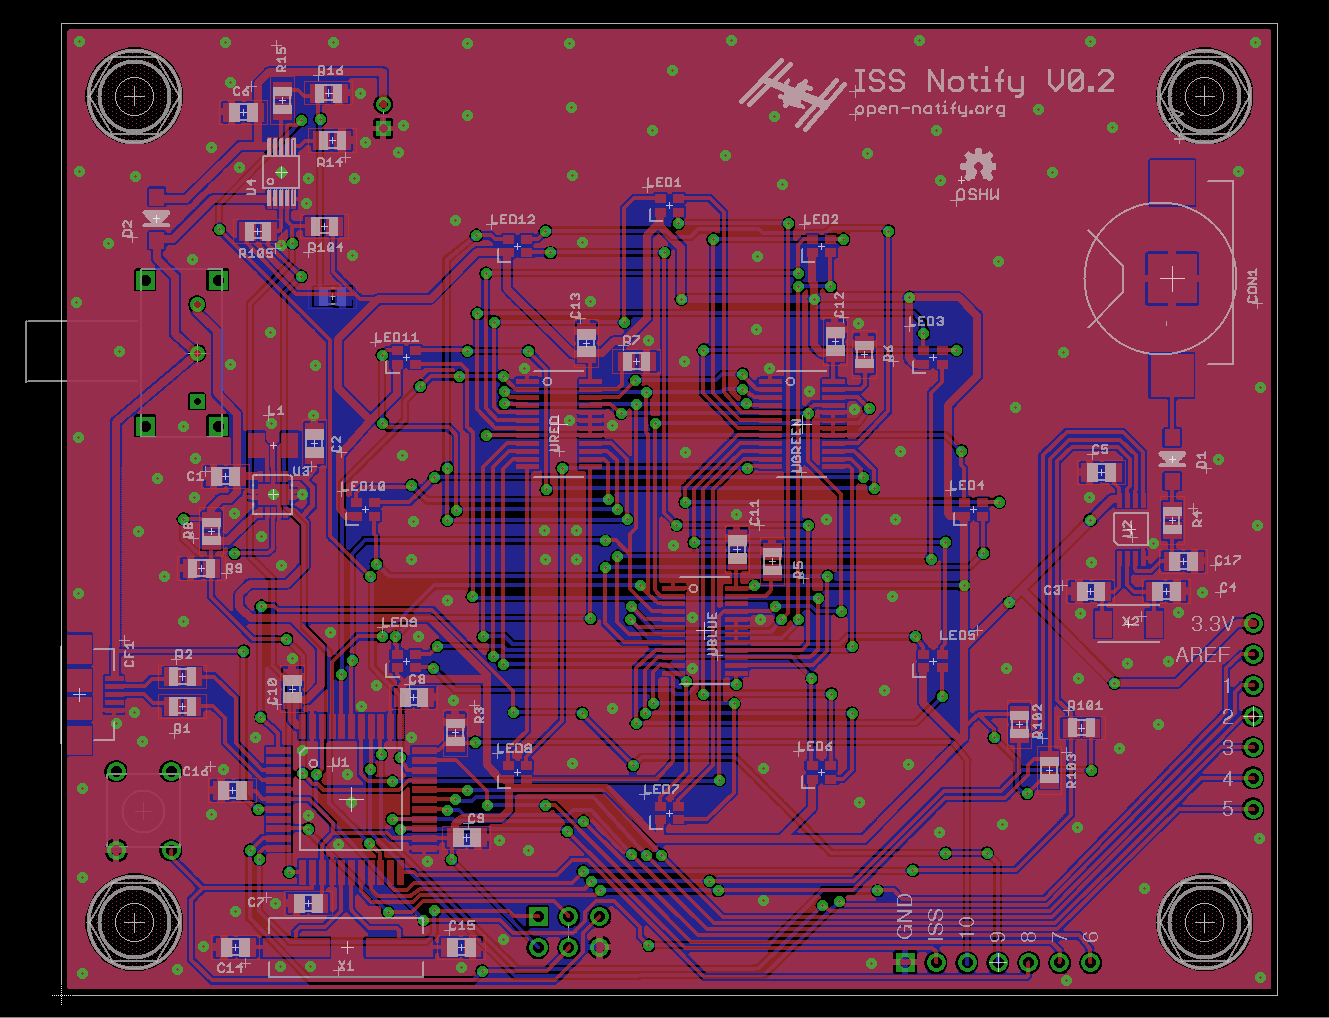 ISS Notify V0.2
open-notify.org
OSHW
R15
R16
C6
R14
U4
D2
R105
R104
LED1
LED12
LED2
CON1
C13
C12
LED3
LED11
R7
R6
L1
C2
URED
UGREEN
C1
U3
C5
D1
LED10
LED4
C11
R4
U2
R8
R9
R5
C17
C3
C4
X2
3.3V
LED9
UBLUE
LED5
AREF
CF1
R2
C10
C8
1
R1
R3
R102
R101
2
C16
U1
LED8
LED6
R103
3
LED7
4
C9
5
C7
GND
ISS
10
9
8
7
6
C15
C14
X1